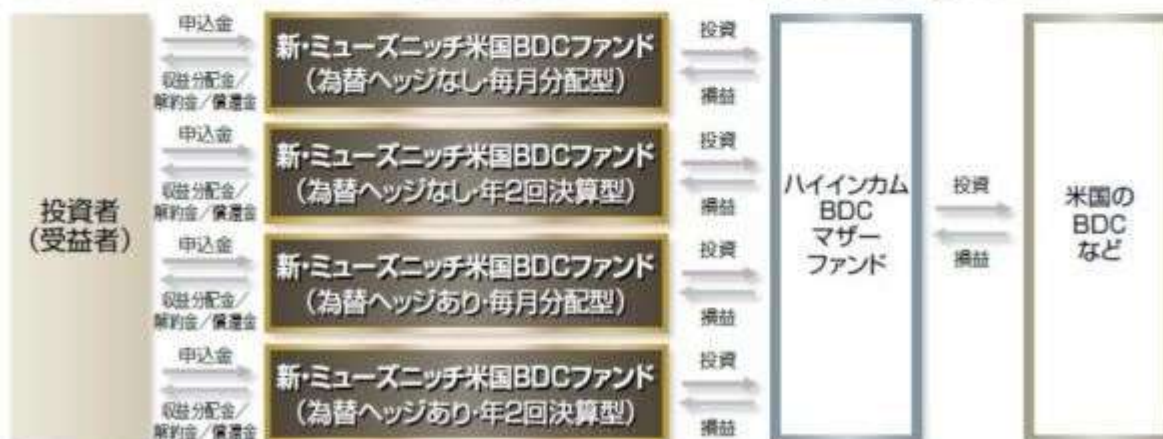 投資者
(受益者)
申込金
収益分配金/
解約金/償還金
新・ミューズニッチ米国BDCファンド
(為替ヘッジなし・毎月分配型)
投資
損益
申込金
収益分配金/
解約金/償還金
新・ミューズニッチ米国BDCファンド
(為替ヘッジなし・年2回決算型)
投資
損益
申込金
収益分配金/
解約金/償還金
新・ミューズニッチ米国BDCファンド
(為替ヘッジあり・毎月分配型)
投資
損益
申込金
収益分配金/
解約金/償還金
新・ミューズニッチ米国BDCファンド
(為替ヘッジあり・年2回決算型)
投資
損益
ハイインカム
BDC
マザー
ファンド
投資
損益
米国の
BDC
など